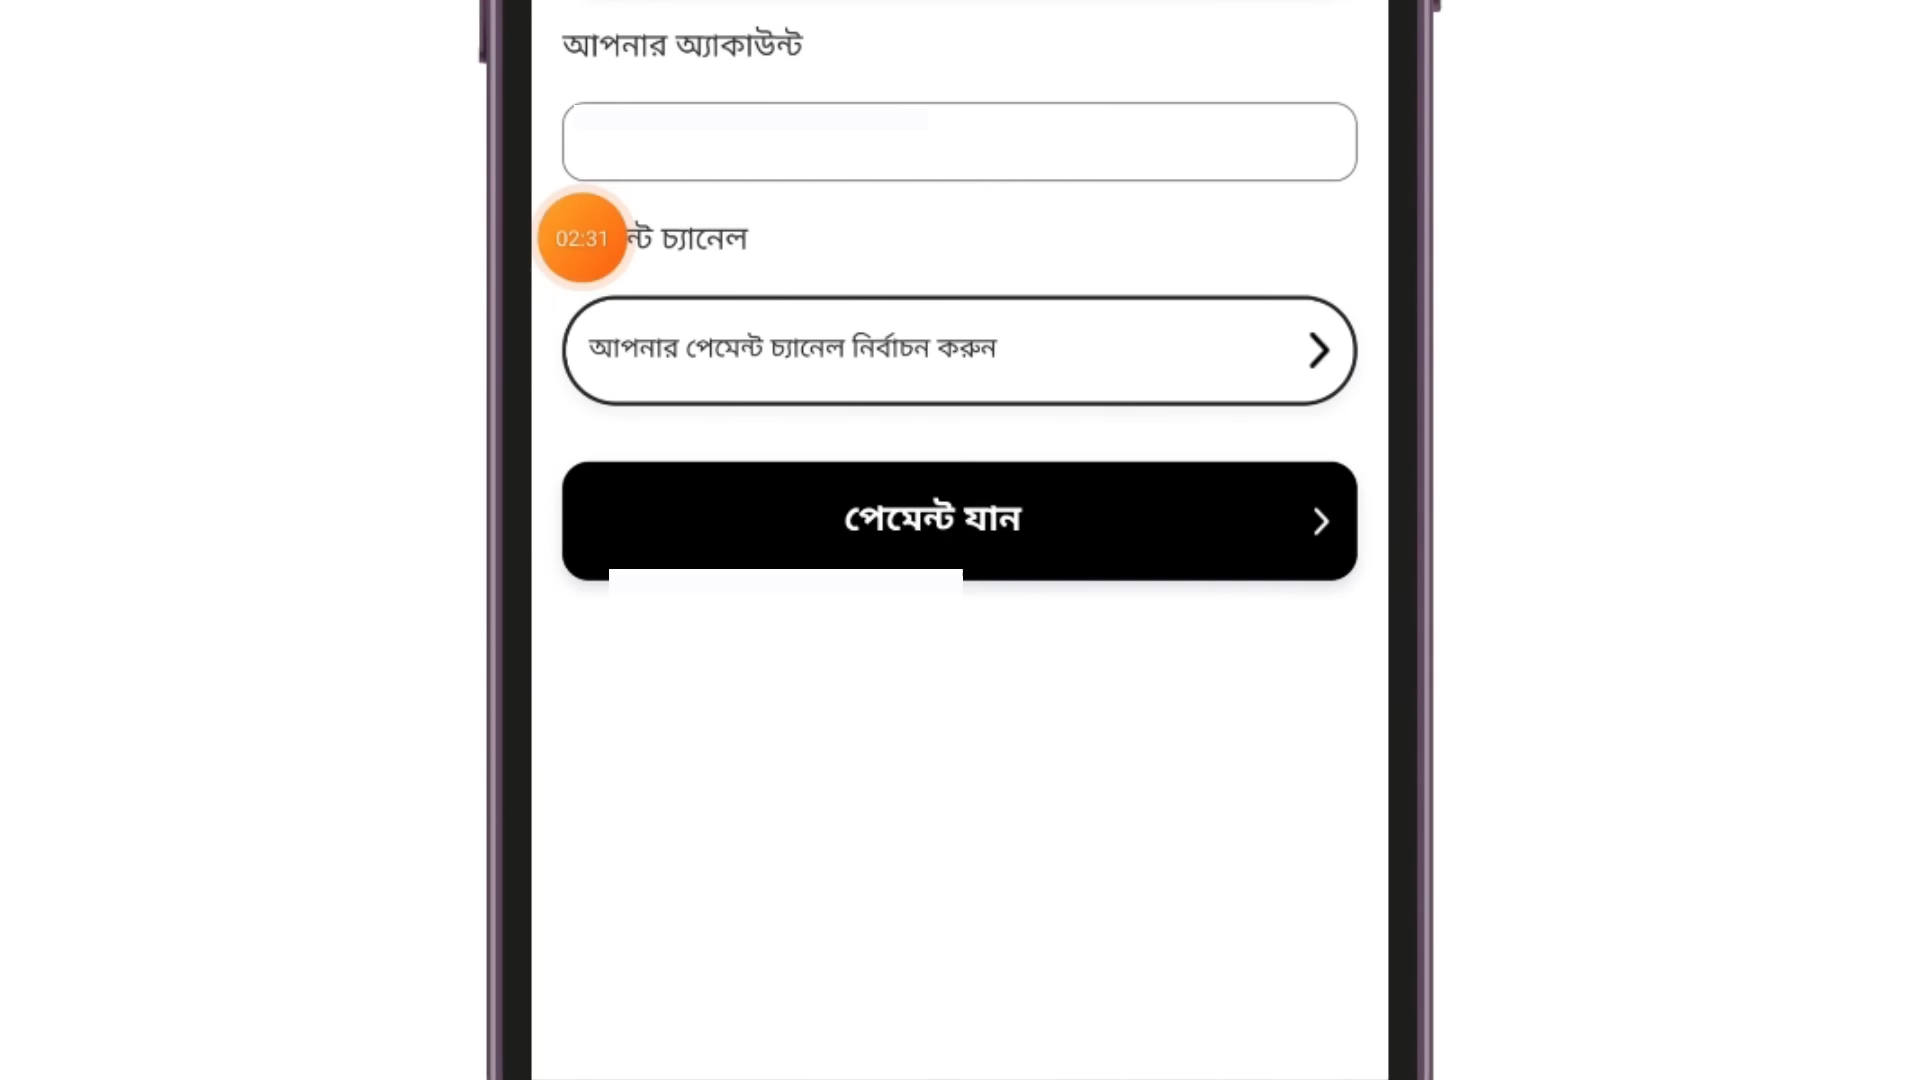 আপনার অ্যাকাউন্ট
02:31
চ্যানেল
আপনার পেমেন্ট চ্যানেল নির্বাচন করুন
পেমেন্ট যান